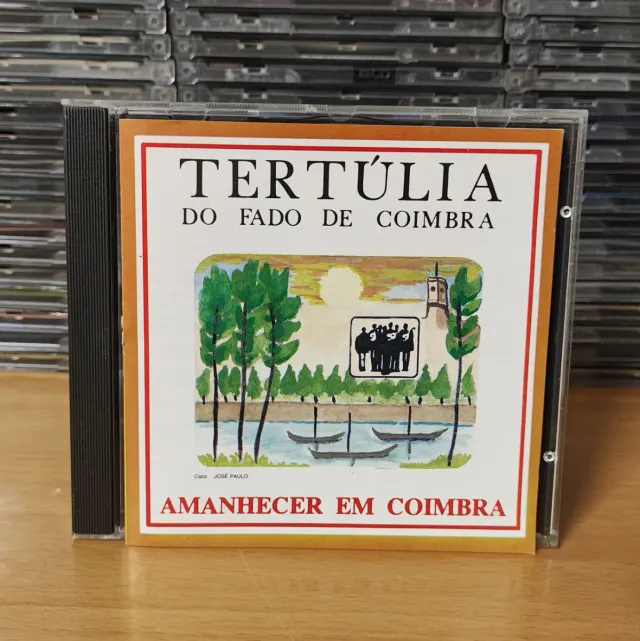 TERTÚLIA
DO FADO DE COIMBRA
Capa JOSÉ PAULO
AMANHECER EM COIMBRA